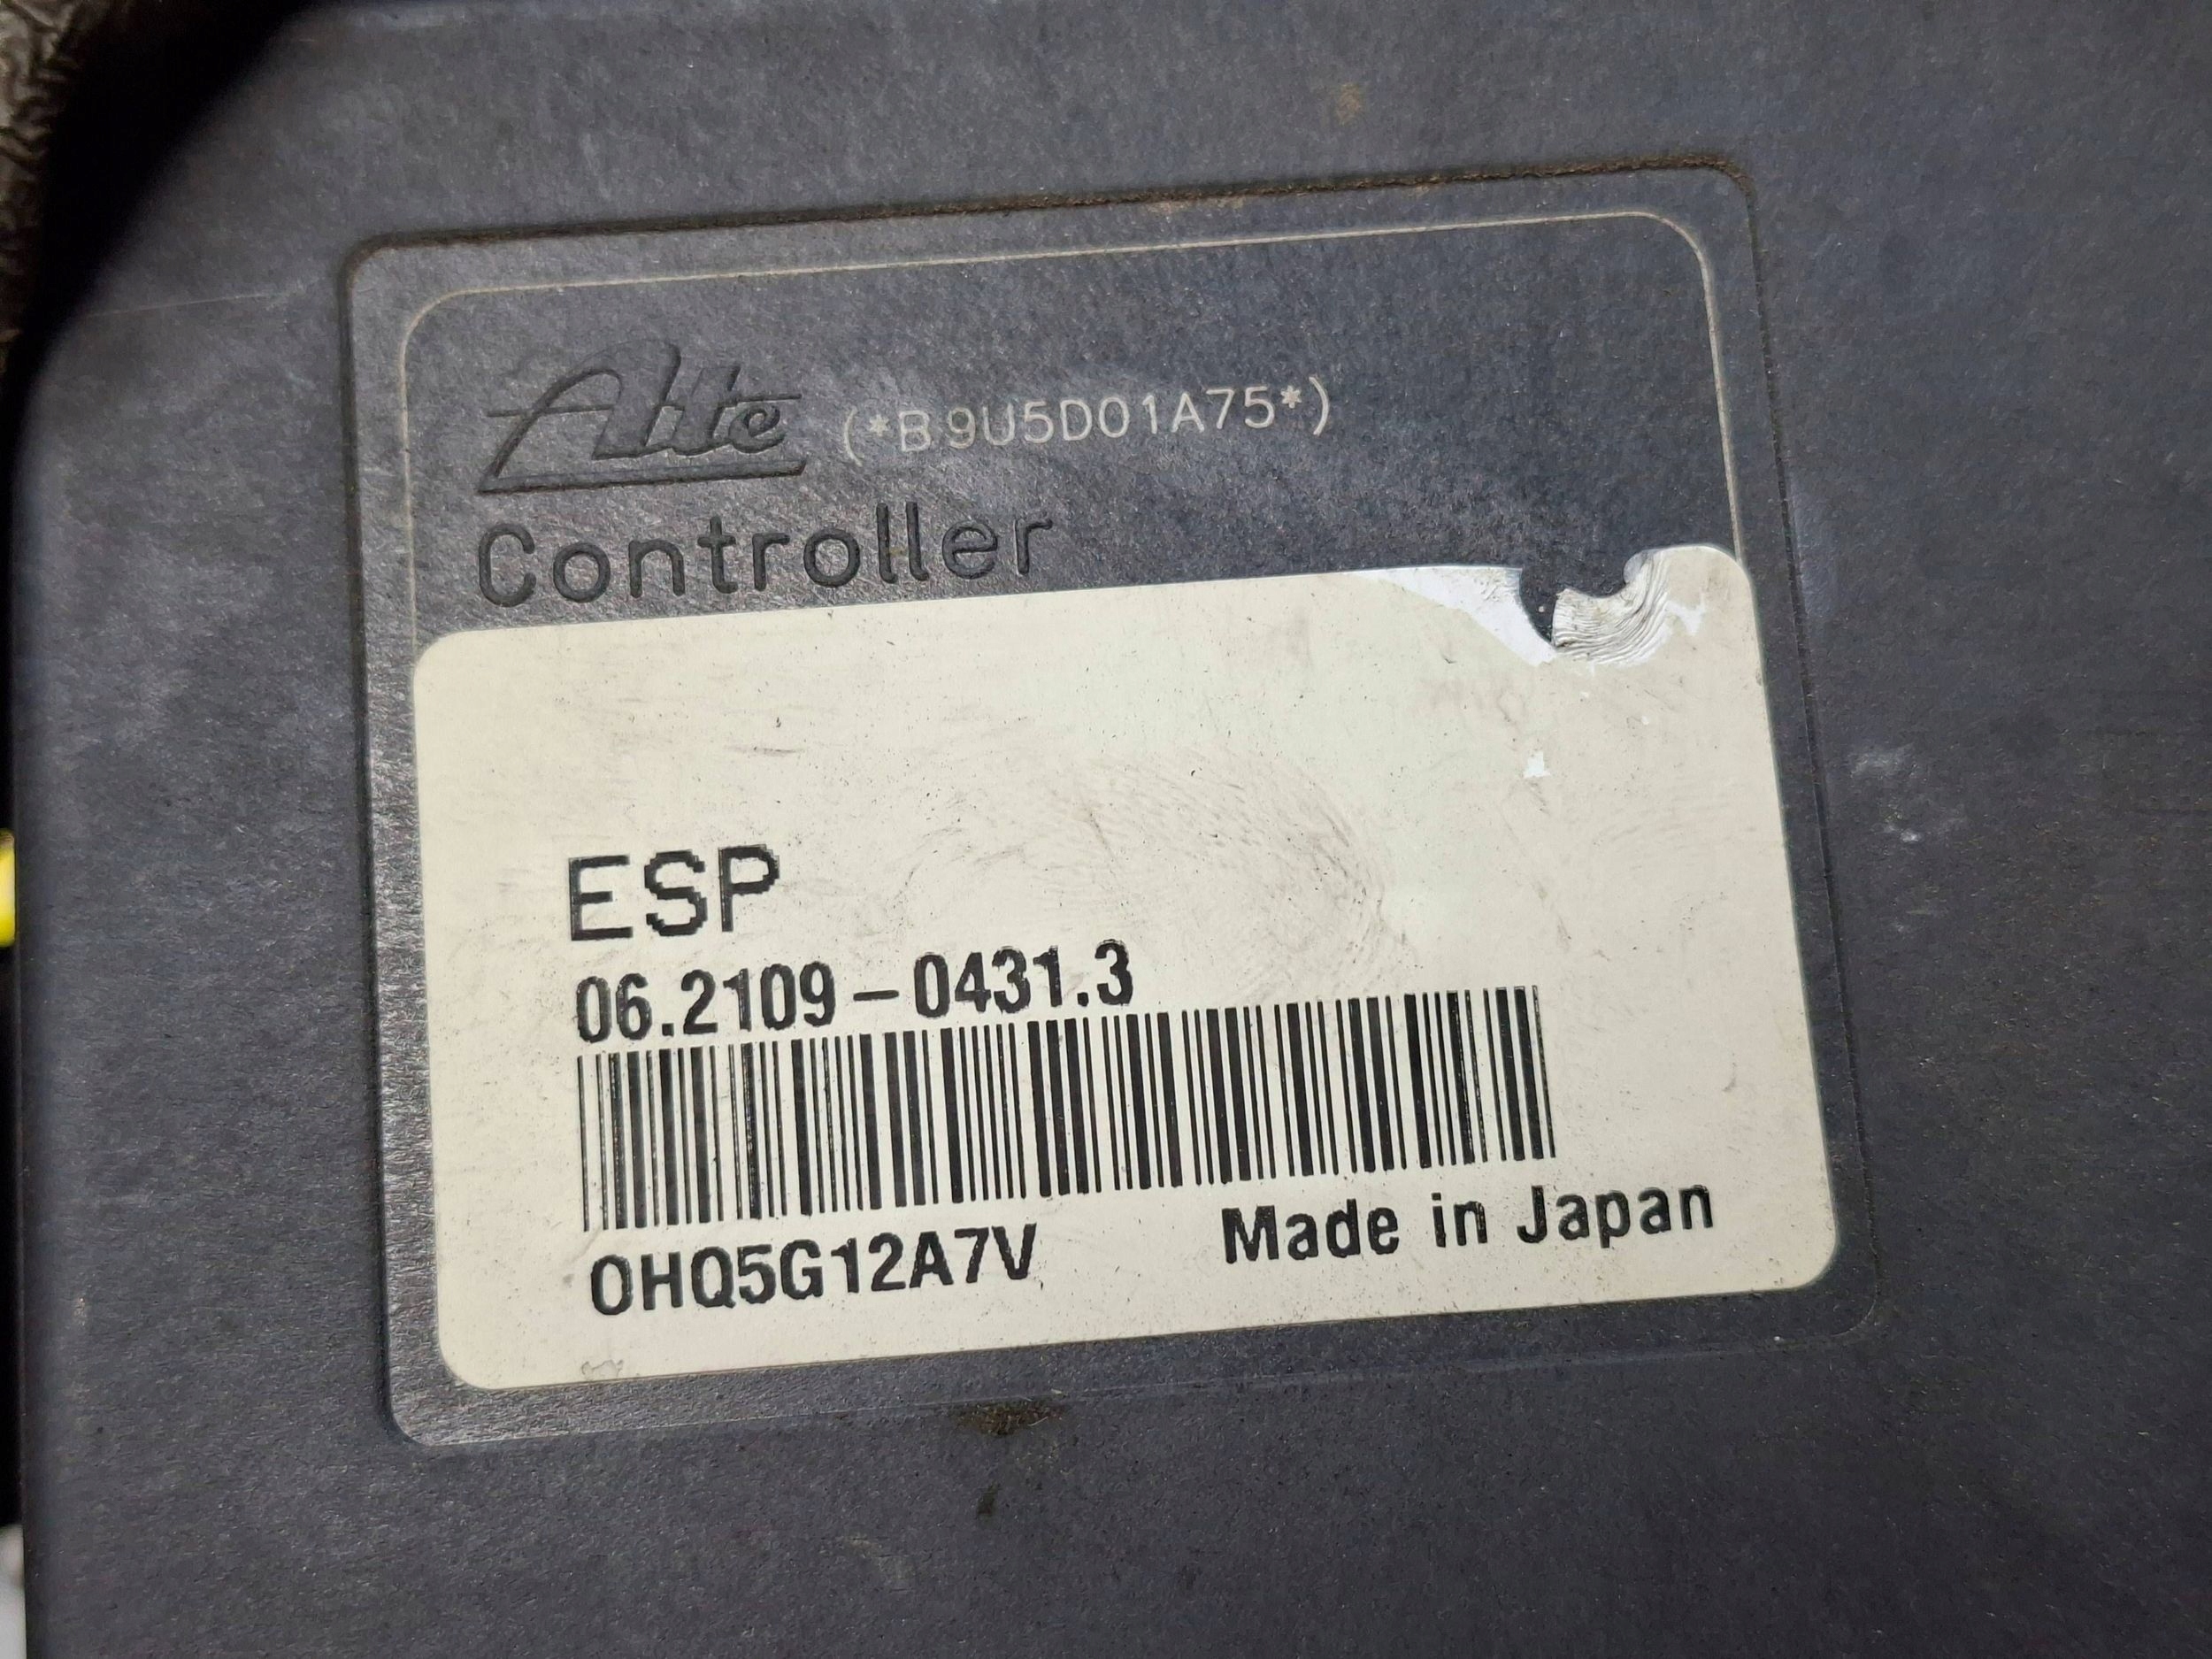 Ate (*B9U5D01A75*)
Controller
ESP
06.2109-0431.3
0HQ5G12A7V Made in Japan